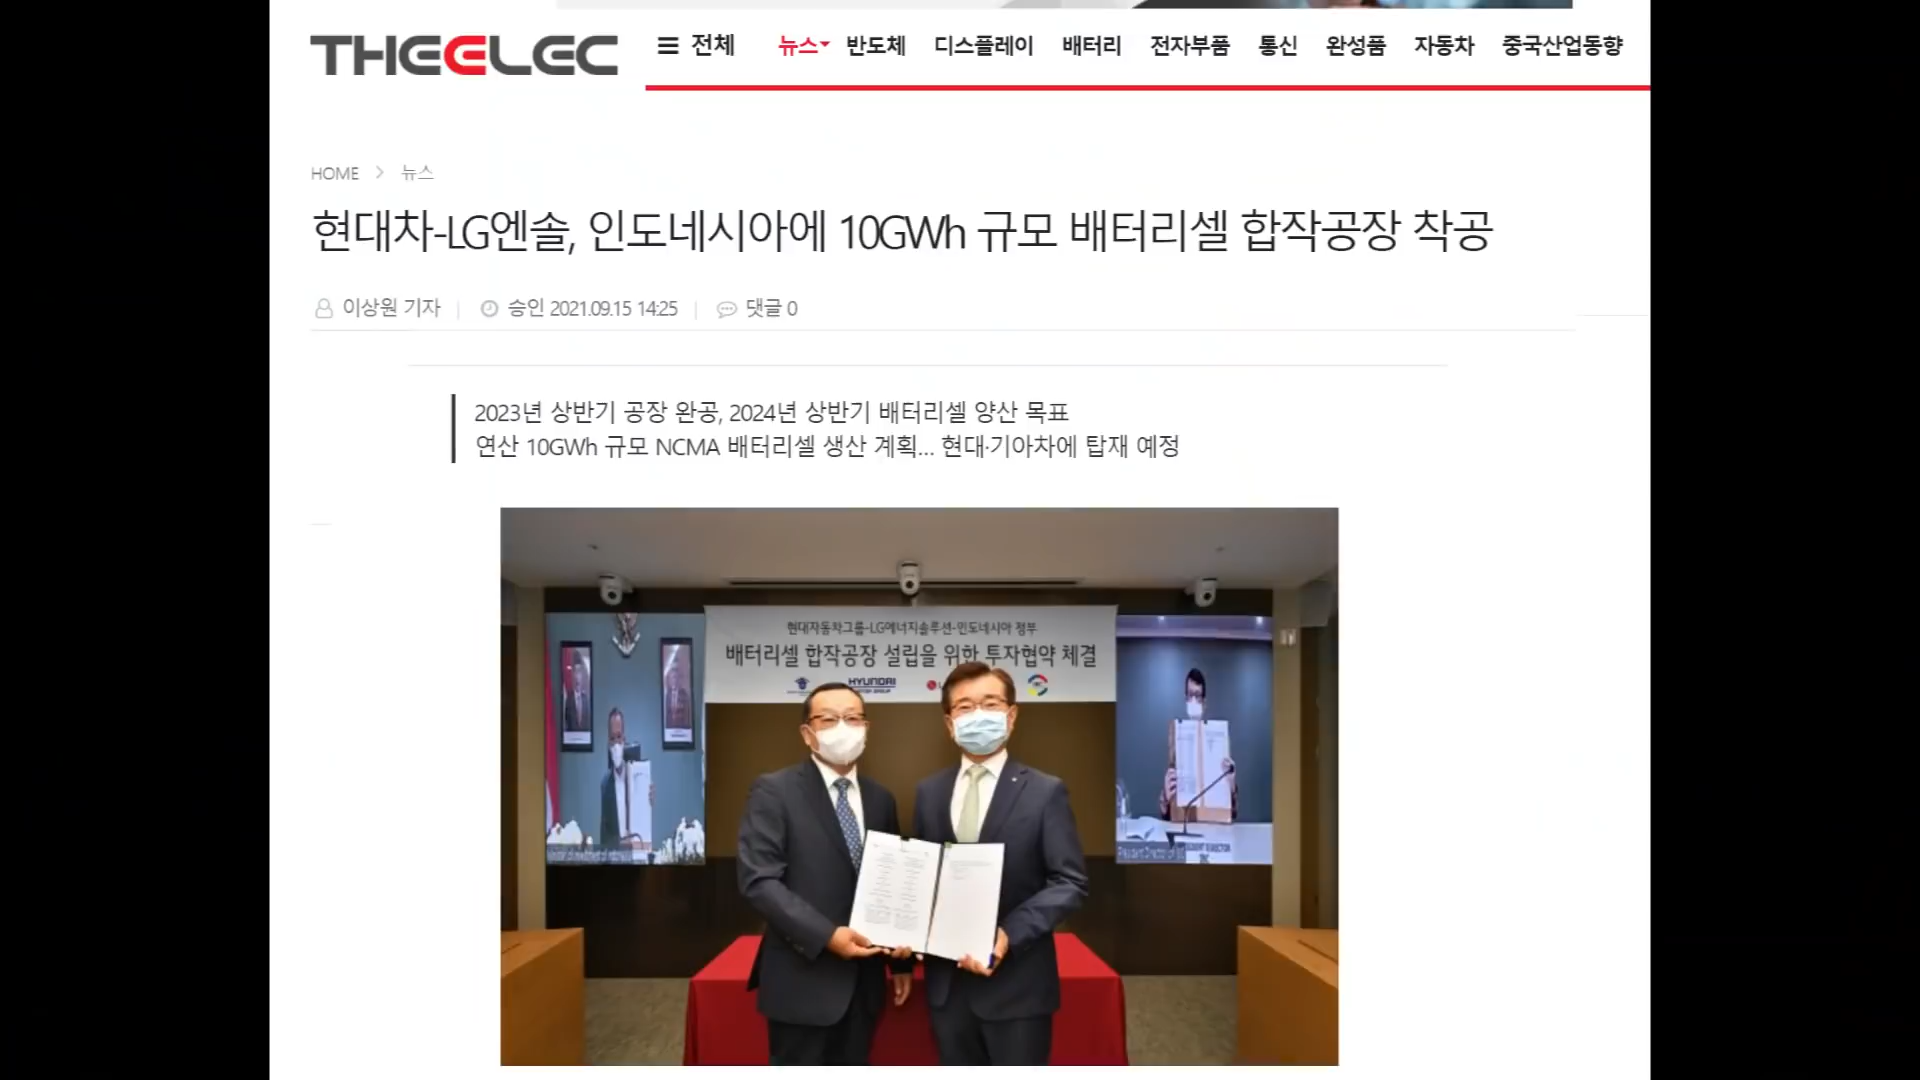 THEELEC
전체 뉴스 반도체 디스플레이 배터리 전자부품 통신 완성품 자동차 중국산업동향
HOME > 뉴스
현대차-LG엔솔, 인도네시아에 10GWh 규모 배터리셀 합작공장 착공
이상원 기자 | 승인 2021.09.15 14:25 | 댓글 0
2023년 상반기 공장 완공, 2024년 상반기 배터리셀 양산 목표
연산 10GWh 규모 NCMA 배터리셀 생산 계획... 현대·기아차에 탑재 예정
현대자동차그룹-LG에너지솔루션-인도네시아 정부
배터리셀 합작공장 설립을 위한 투자협약 체결
HYUNDAI